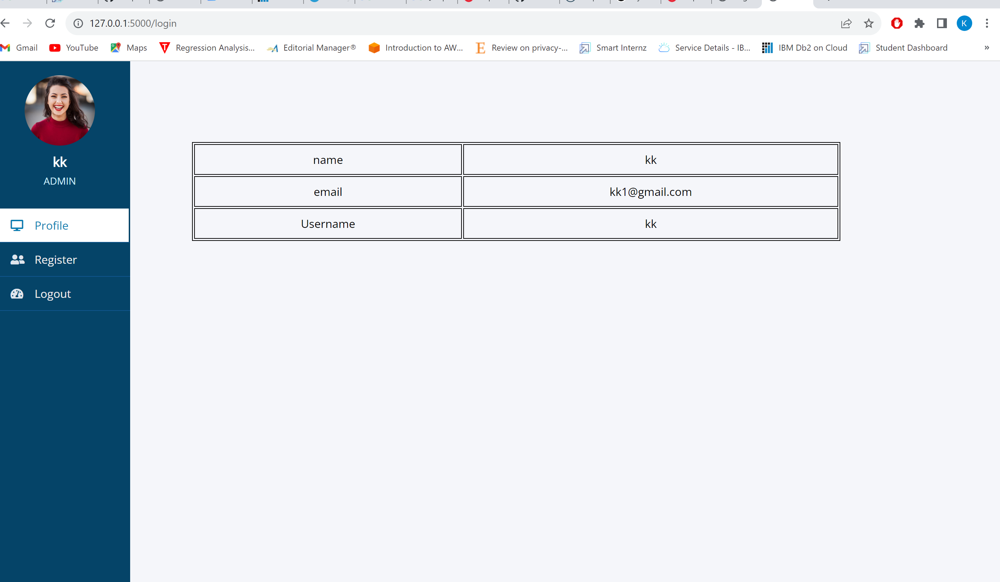 127.0.0.1:5000/login
Gmail YouTube Maps Regression Analysis... Editorial Manager® Introduction to AW... Review on privacy-... Smart Internz Service Details - IB... IBM Db2 on Cloud Student Dashboard »
K
kk
ADMIN
Profile
Register
Logout
name kk
email kk1@gmail.com
Username kk